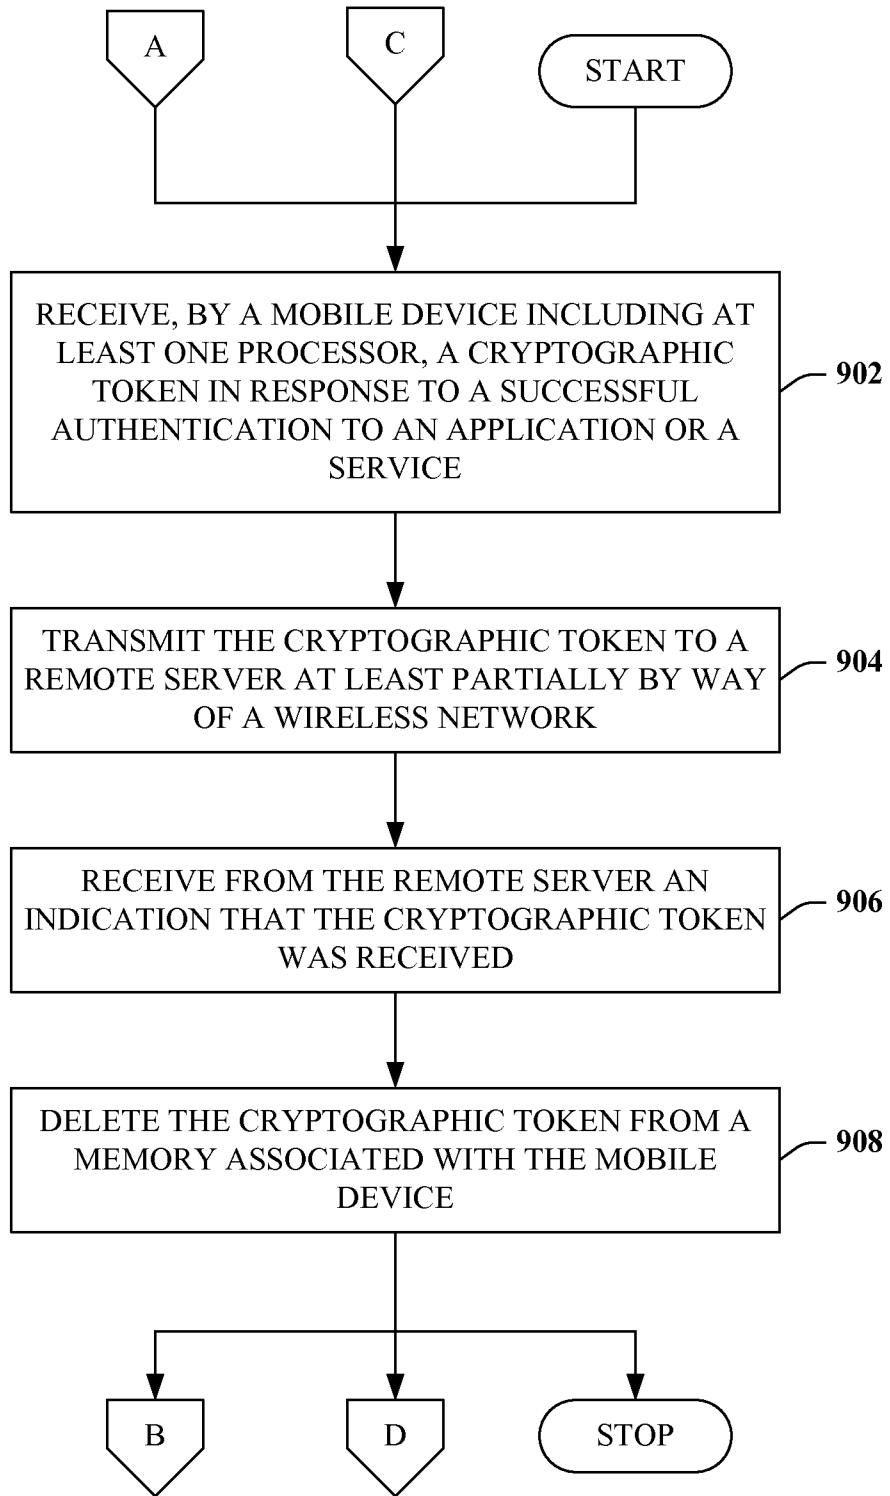 A
C
START
RECEIVE, BY A MOBILE DEVICE INCLUDING AT
LEAST ONE PROCESSOR, A CRYPTOGRAPHIC
TOKEN IN RESPONSE TO A SUCCESSFUL
AUTHENTICATION TO AN APPLICATION OR A
SERVICE
902
TRANSMIT THE CRYPTOGRAPHIC TOKEN TO A
REMOTE SERVER AT LEAST PARTIALLY BY WAY
OF A WIRELESS NETWORK
904
RECEIVE FROM THE REMOTE SERVER AN
INDICATION THAT THE CRYPTOGRAPHIC TOKEN
WAS RECEIVED
906
DELETE THE CRYPTOGRAPHIC TOKEN FROM A
MEMORY ASSOCIATED WITH THE MOBILE
DEVICE
908
B
D
STOP